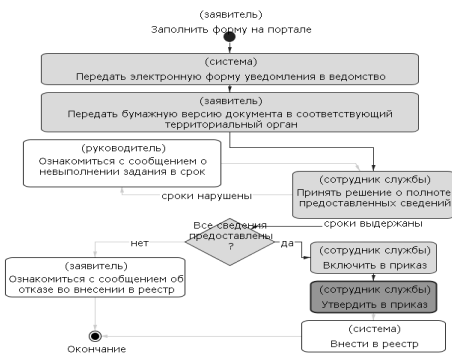 (заявитель)
Заполнить форму на портале
(система)
Передать электронную форму уведомления в ведомство
(заявитель)
Передать бумажную версию документа в соответствующий
территориальный орган
(руководитель)
Ознакомиться с сообщением о
невыполнении задания в срок
(сотрудник службы)
Принять решение о полноте
предоставленных сведений
сроки нарушены
сроки выдержаны
Все сведения
предоставлены
?
нет
да
(сотрудник службы)
Включить в приказ
(заявитель)
Ознакомиться с сообщением об
отказе во внесении в реестр
(сотрудник службы)
Утвердить в приказ
(система)
Внести в реестр
Окончание